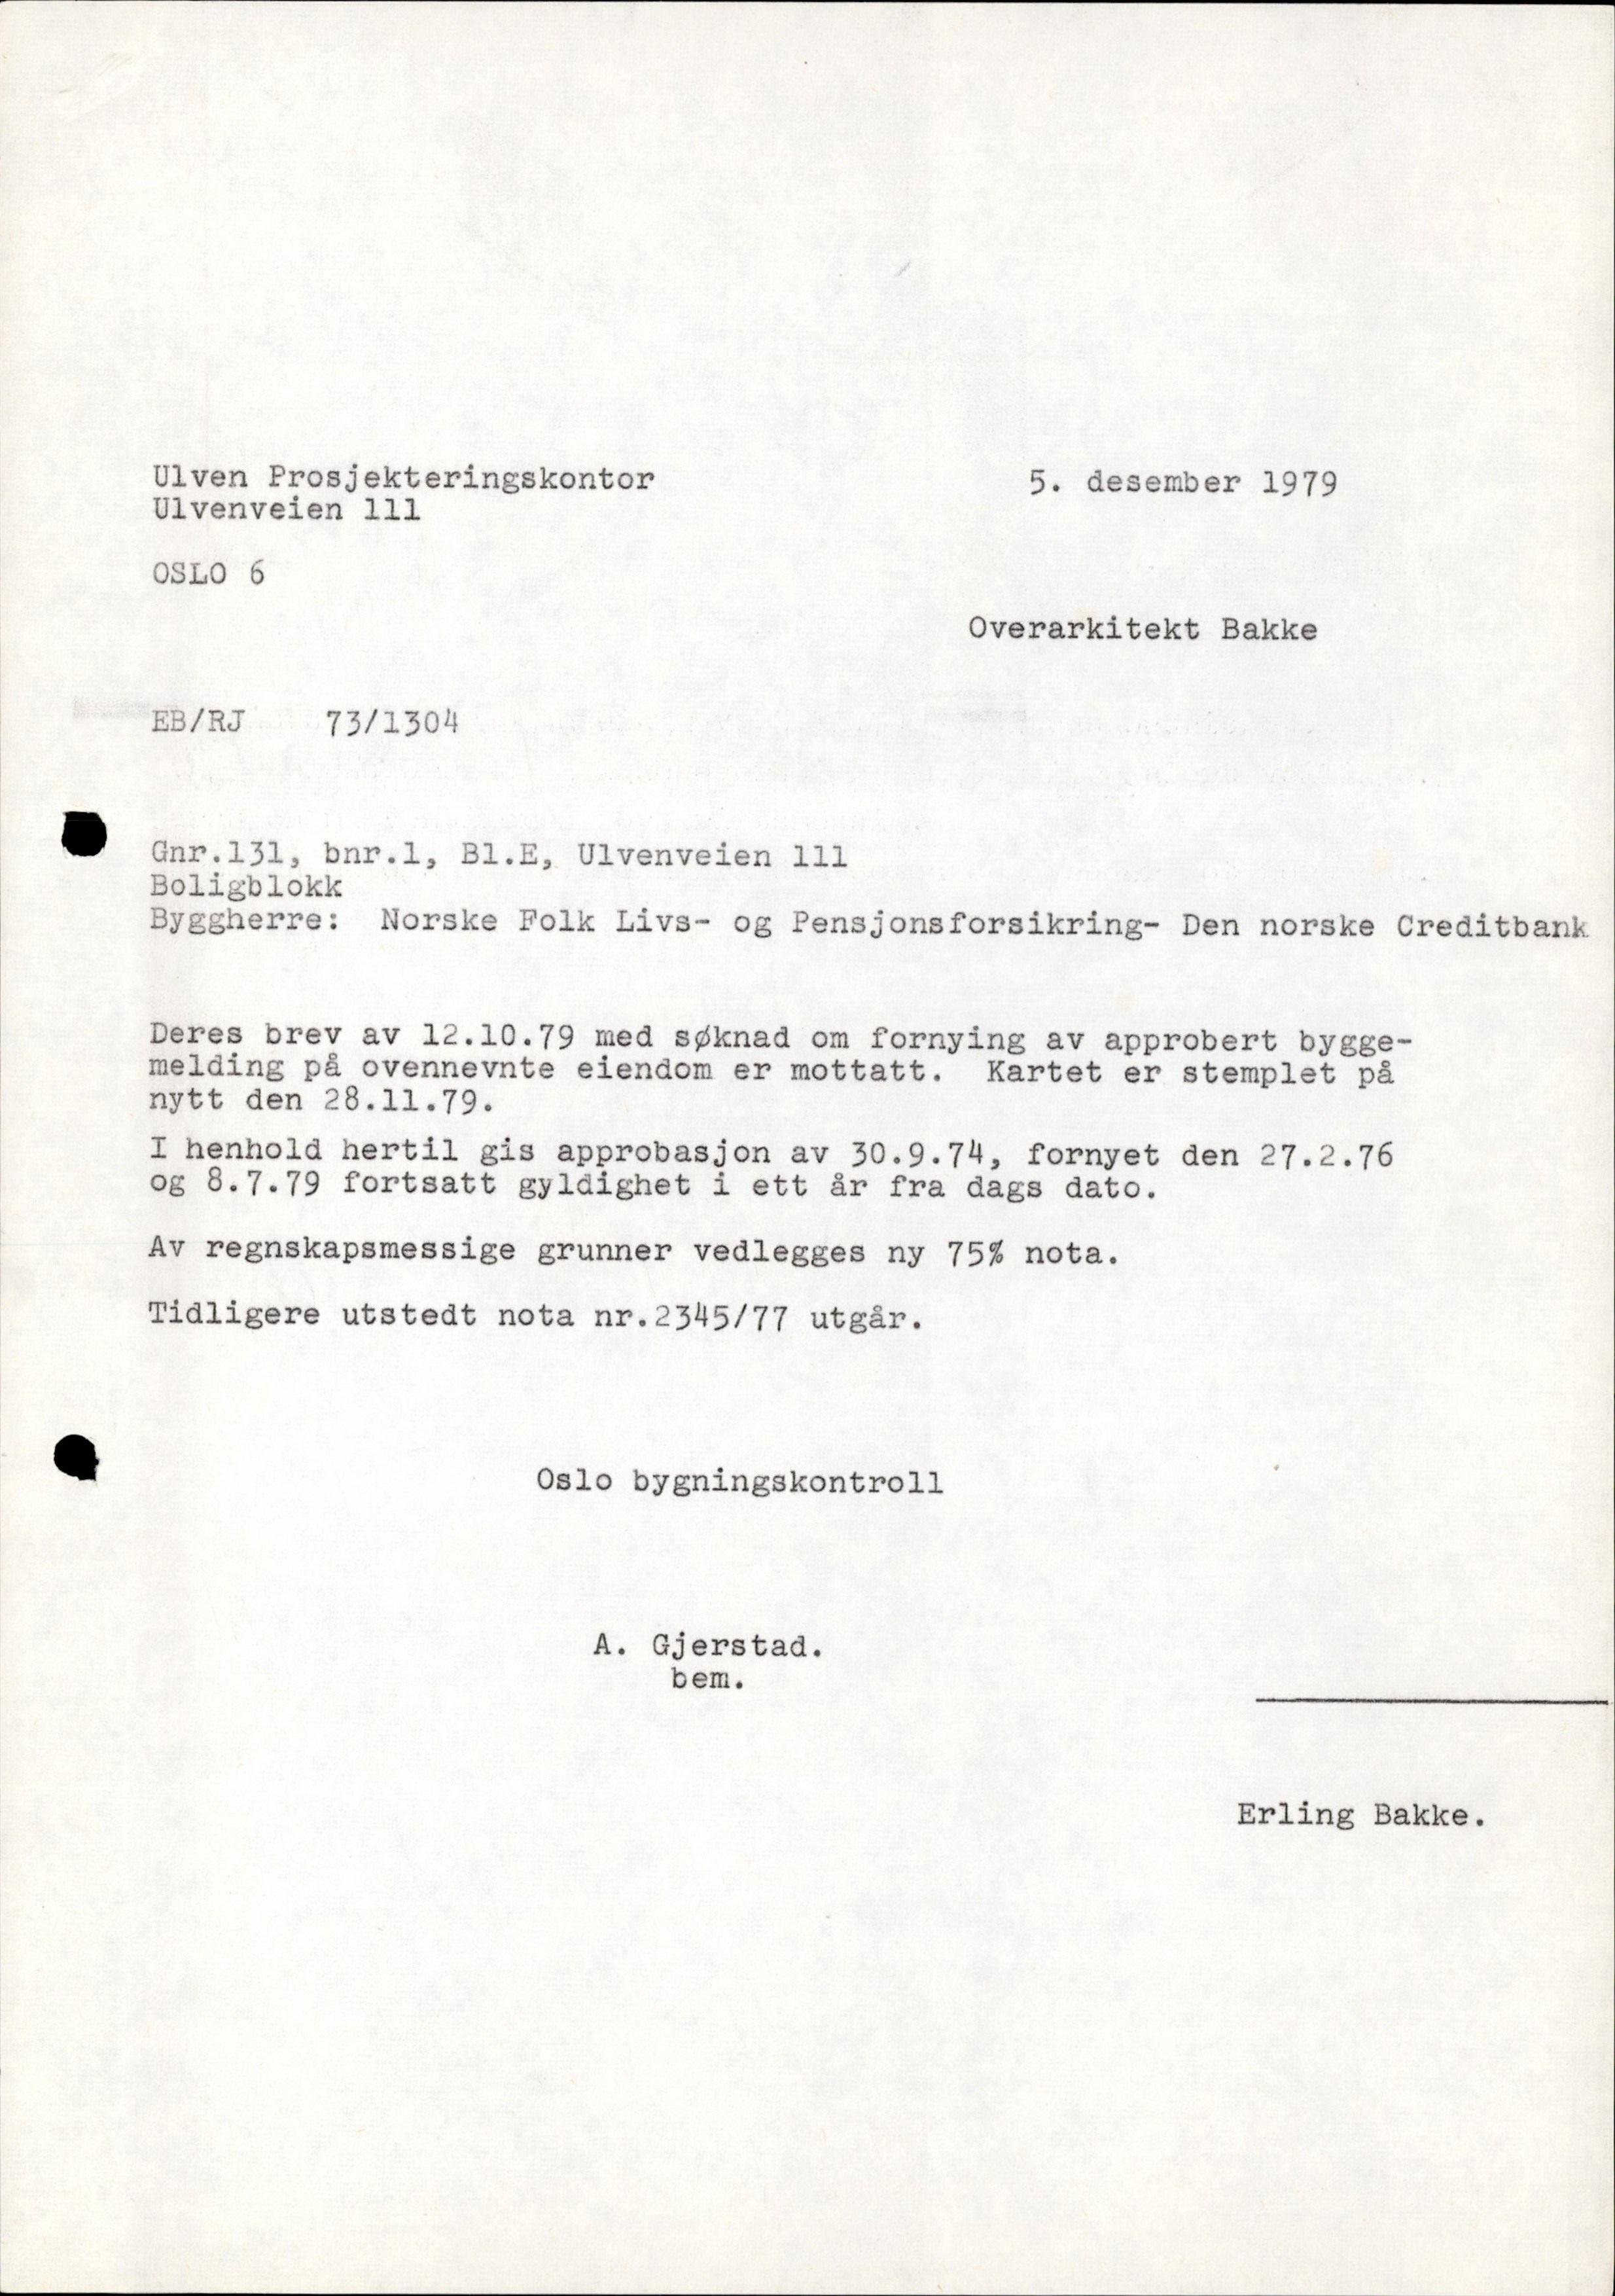 Ulven Prosjekteringskontor
5. desember 1979
Ulvenveien 111
OSLO 6
Overarkitekt Bakke
EB/RJ 73/1304
Gnr.131, bnr.1, Bl.E, Ulvenveien 111
Boligblokk
Byggherre: Norske Folk Livs- og Pensjonsforsikring- Den norske Creditbank
Deres brev av 12.10.79 med søknad om fornying av approbert bygge-
melding på ovennevnte eiendom er mottatt. Kartet er stemplet på
nytt den 28.11.79.
I henhold hertil gis approbasjon av 30.9.74, fornyet den 27.2.76
og 8.7.79 fortsatt gyldighet i ett år fra dags dato.
Av regnskapsmessige grunner vedlegges ny 75% nota.
Tidligere utstedt nota nr.2345/77 utgår.
Oslo bygningskontroll
A. Gjerstad.
bem.
Erling Bakke.